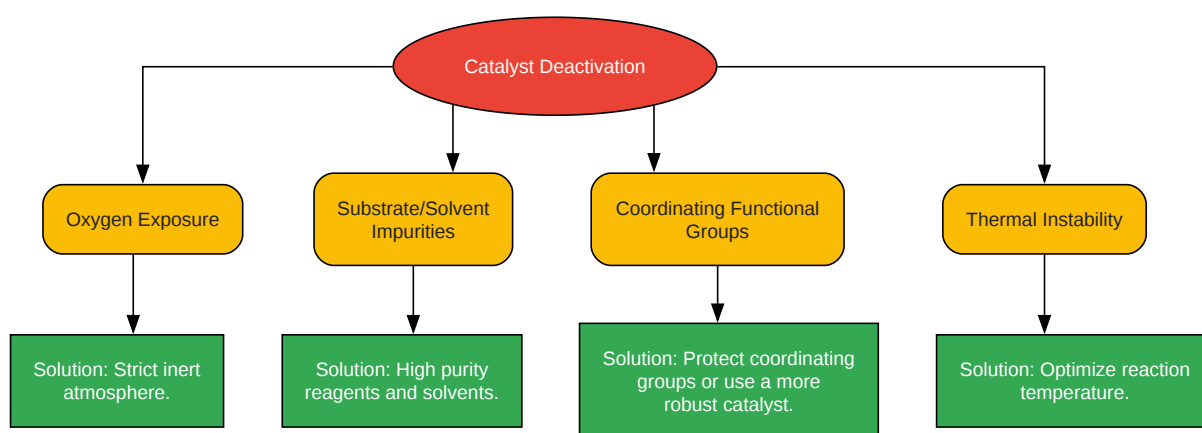 Catalyst Deactivation
Oxygen Exposure
Substrate/Solvent
Impurities
Coordinating Functional
Groups
Thermal Instability
Solution: Strict inert
atmosphere.
Solution: High purity
reagents and solvents.
Solution: Protect coordinating
groups or use a more
robust catalyst.
Solution: Optimize reaction
temperature.